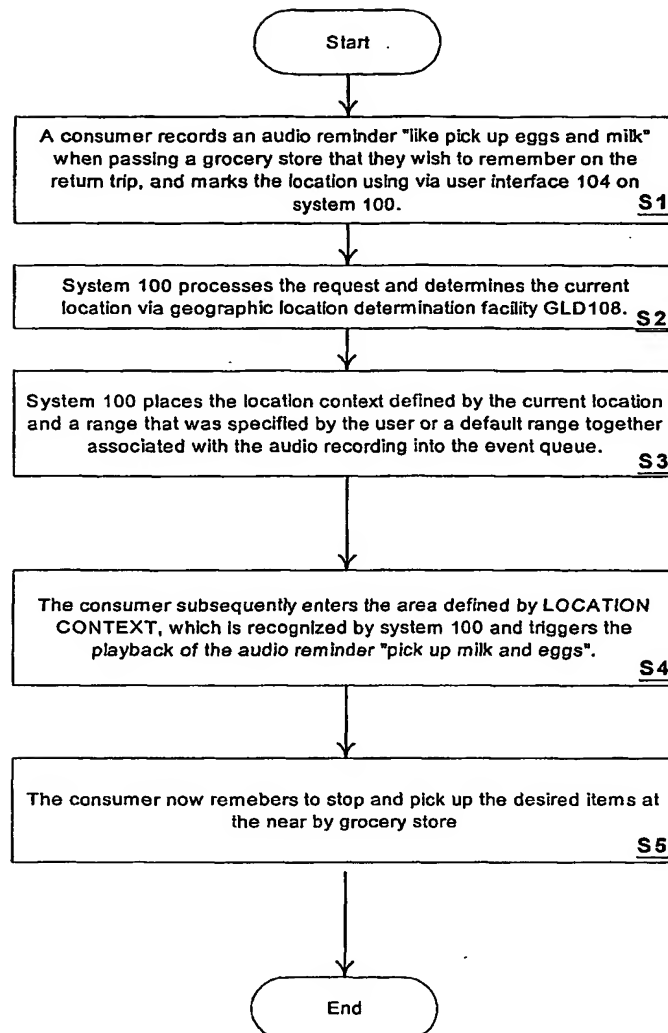 Start
A consumer records an audio reminder "like pick up eggs and milk"
when passing a grocery store that they wish to remember on the
return trip, and marks the location using via user interface 104 on
system 100.
S1
System 100 processes the request and determines the current
location via geographic location determination facility GLD108.
S2
System 100 places the location context defined by the current location
and a range that was specified by the user or a default range together
associated with the audio recording into the event queue.
S3
The consumer subsequently enters the area defined by LOCATION
CONTEXT, which is recognized by system 100 and triggers the
playback of the audio reminder "pick up milk and eggs".
S4
The consumer now remebers to stop and pick up the desired items at
the near by grocery store
S5
End